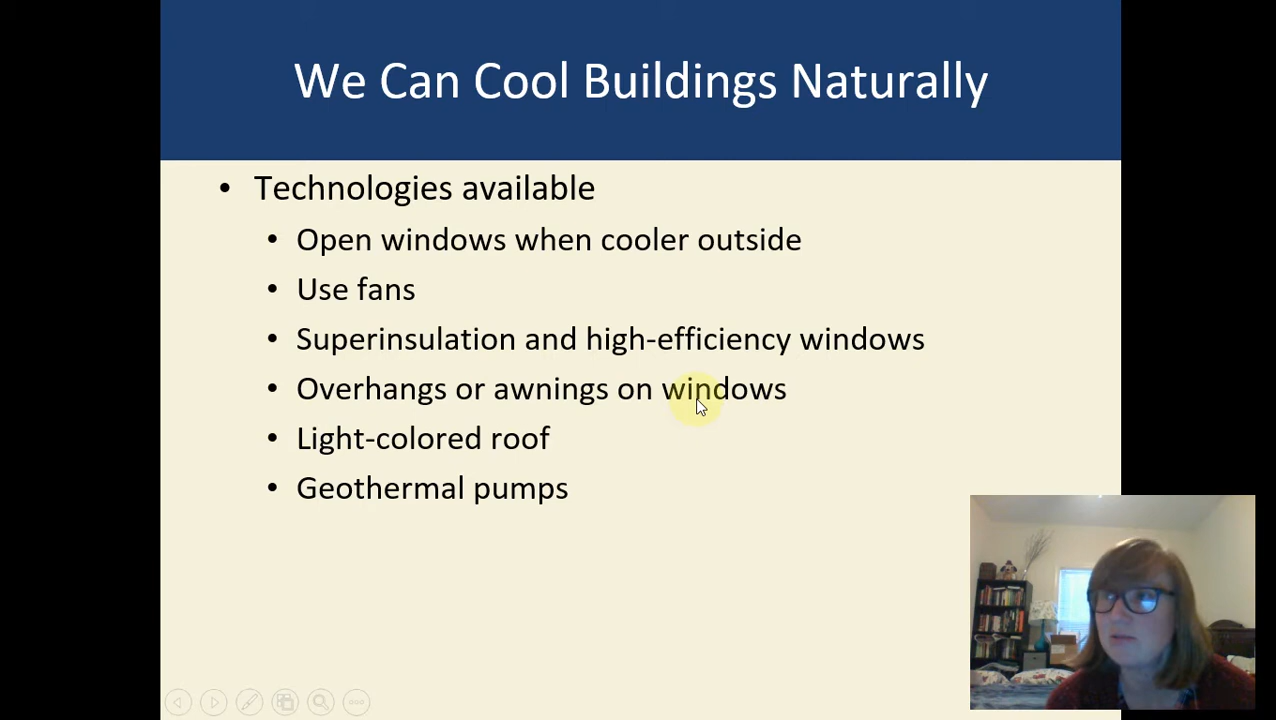 We Can Cool Buildings Naturally
• Technologies available
• Open windows when cooler outside
• Use fans
• Superinsulation and high-efficiency windows
• Overhangs or awnings on windows
• Light-colored roof
• Geothermal pumps